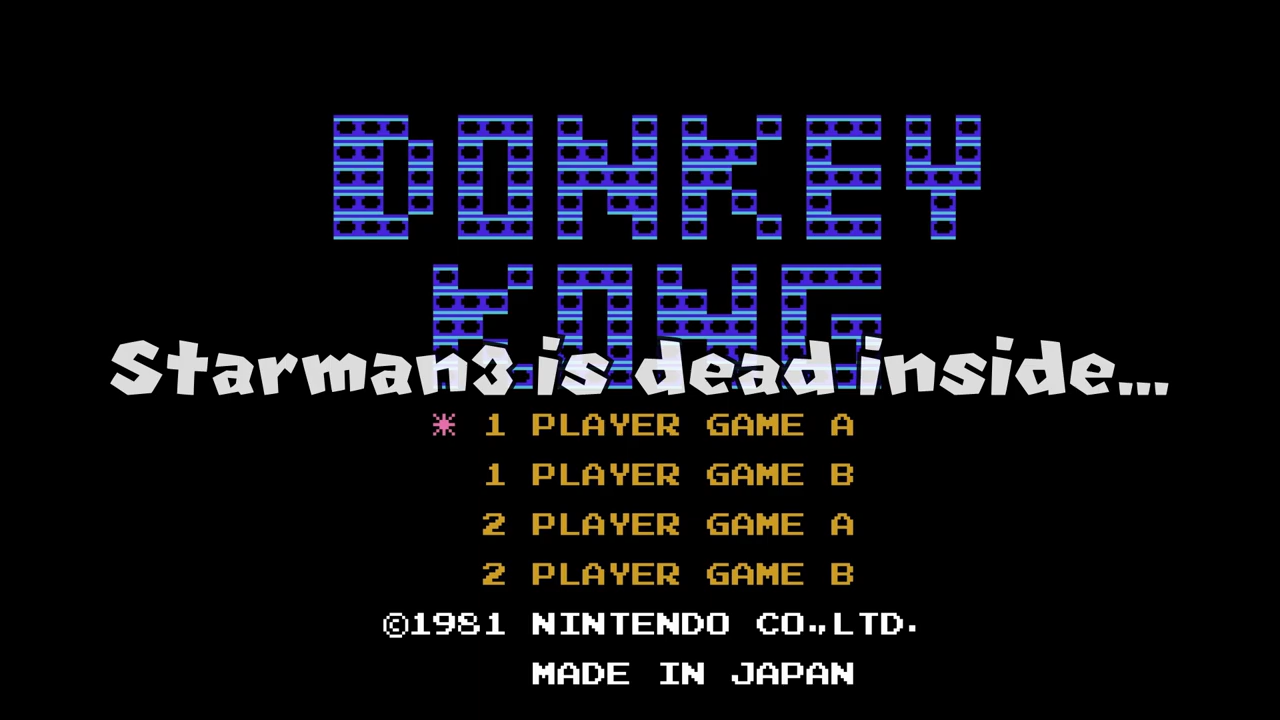 DONKEY
KONG
Starman3 is dead inside...
* 1 PLAYER GAME A
1 PLAYER GAME B
2 PLAYER GAME A
2 PLAYER GAME B
©1981 NINTENDO CO.,LTD.
MADE IN JAPAN